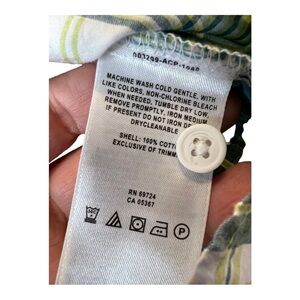 MACHINE WASH COLD GENTLE, WITH
LIKE COLORS, NON-CHLORINE BLEACH
WHEN NEEDED, TUMBLE DRY LOW,
REMOVE PROMPTLY, IRON MEDIUM
IF PRESENT DO NOT IRON
DRYCLEANABLE
SHELL: 100%
EXCLUSIVE OF
RN 69724
CA 05367
P